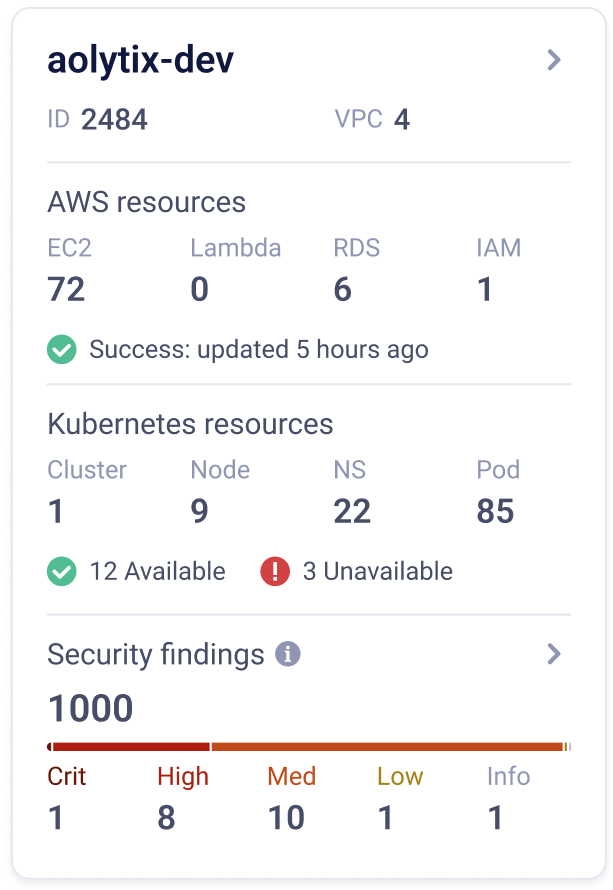 aolytix-dev
ID 2484 VPC 4
AWS resources
EC2 Lambda RDS IAM
72 0 6 1
Success: updated 5 hours ago
Kubernetes resources
Cluster Node NS Pod
1 9 22 85
12 Available 3 Unavailable
Security findings
1000
Crit High Med Low Info
1 8 10 1 1